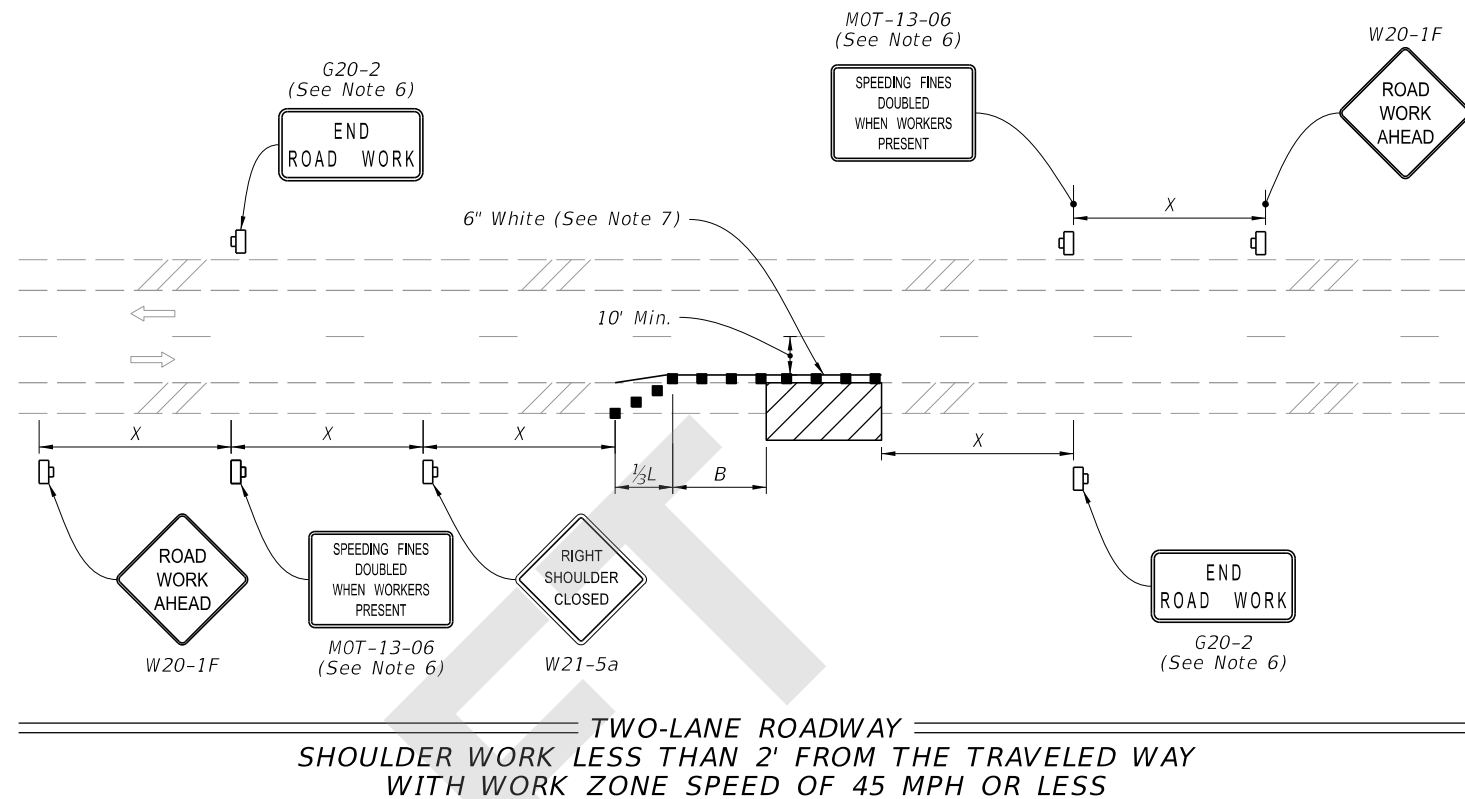 MOT-13-06
(See Note 6)
W20-1F
G20-2
(See Note 6)
SPEEDING FINES
DOUBLED
WHEN WORKERS
PRESENT
ROAD
WORK
AHEAD
END
ROAD WORK
X
6" White (See Note 7)
10' Min.
X
X
X
X
⅓L
B
ROAD
WORK
AHEAD
SPEEDING FINES
DOUBLED
WHEN WORKERS
PRESENT
RIGHT
SHOULDER
CLOSED
END
ROAD WORK
W20-1F
MOT-13-06
(See Note 6)
W21-5a
G20-2
(See Note 6)
TWO-LANE ROADWAY
SHOULDER WORK LESS THAN 2' FROM THE TRAVELED WAY
WITH WORK ZONE SPEED OF 45 MPH OR LESS